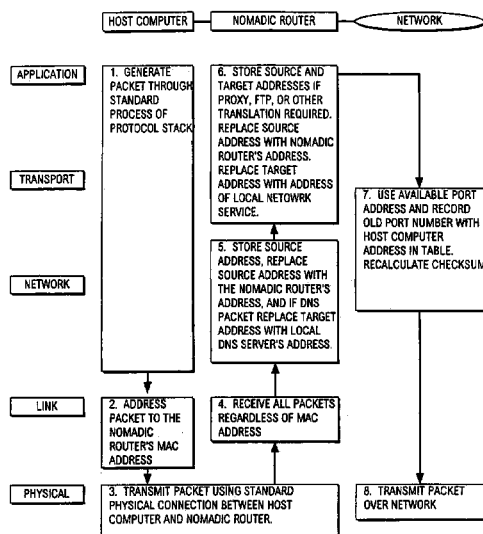 HOST COMPUTER
NOMADIC ROUTER
NETWORK
APPLICATION
TRANSPORT
NETWORK
LINK
PHYSICAL
1. GENERATE
PACKET THROUGH
STANDARD
PROCESS OF
PROTOCOL STACK
2. ADDRESS
PACKET TO THE
NOMADIC
ROUTER'S MAC
ADDRESS
3. TRANSMIT PACKET USING STANDARD
PHYSICAL CONNECTION BETWEEN HOST
COMPUTER AND NOMADIC ROUTER.
4. RECEIVE ALL PACKETS
REGARDLESS OF MAC
ADDRESS
5. STORE SOURCE
ADDRESS, REPLACE
SOURCE ADDRESS WITH
THE NOMADIC ROUTER'S
ADDRESS, AND IF DNS
PACKET REPLACE TARGET
ADDRESS WITH LOCAL
DNS SERVER'S ADDRESS.
6. STORE SOURCE AND
TARGET ADDRESSES IF
PROXY, FTP, OR OTHER
TRANSLATION REQUIRED.
REPLACE SOURCE
ADDRESS WITH NOMADIC
ROUTER'S ADDRESS.
REPLACE TARGET
ADDRESS WITH ADDRESS
OF LOCAL NETOWRK
SERVICE.
7. USE AVAILABLE PORT
ADDRESS AND RECORD
OLD PORT NUMBER WITH
HOST COMPUTER
ADDRESS IN TABLE.
RECALCULATE CHECKSUM
8. TRANSMIT PACKET
OVER NETWORK